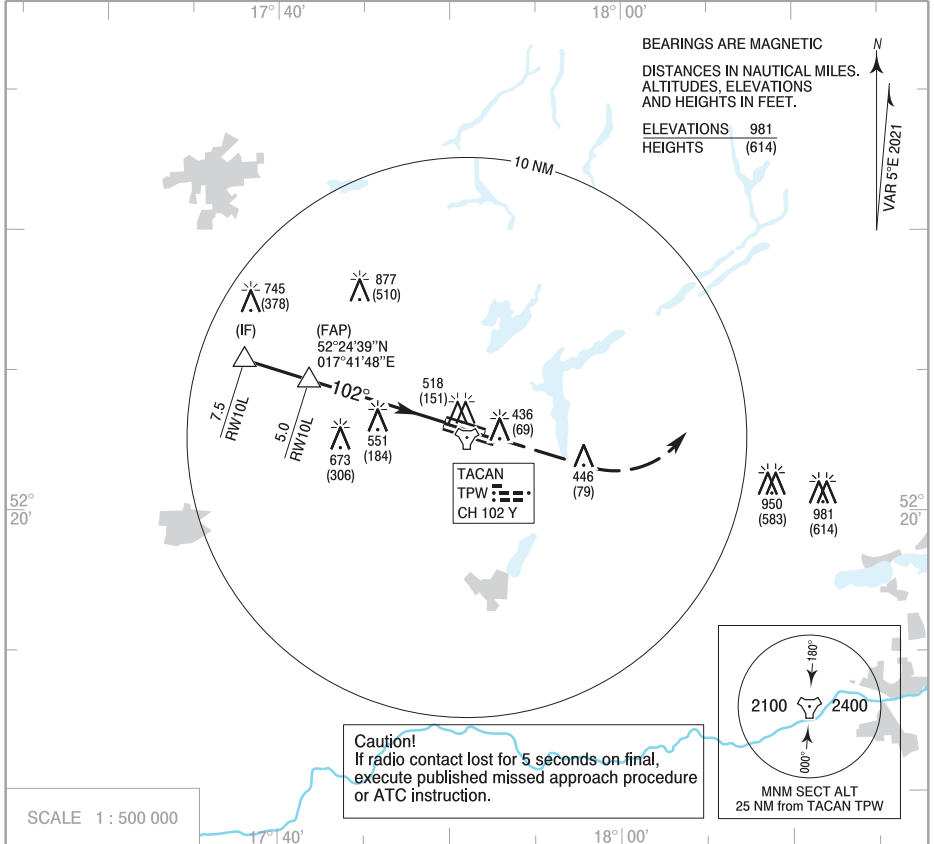 17° 40'
18° 00'
BEARINGS ARE MAGNETIC
DISTANCES IN NAUTICAL MILES.
ALTITUDES, ELEVATIONS
AND HEIGHTS IN FEET.
ELEVATIONS 981
HEIGHTS (614)
N
VAR 5°E 2021
10 NM
745
(378)
877
(510)
(IF)
(FAP)
52°24'39"N
017°41'48"E
102°
7.5
RW10L
5.0
RW10L
518
(151)
436
(69)
551
(184)
673
(306)
446
(79)
TACAN
TPW
CH 102 Y
950
(583)
981
(614)
52°
20'
52°
20'
180°
2100
2400
000°
MNM SECT ALT
25 NM from TACAN TPW
Caution!
If radio contact lost for 5 seconds on final,
execute published missed approach procedure
or ATC instruction.
SCALE 1 : 500 000
17° 40'
18° 00'